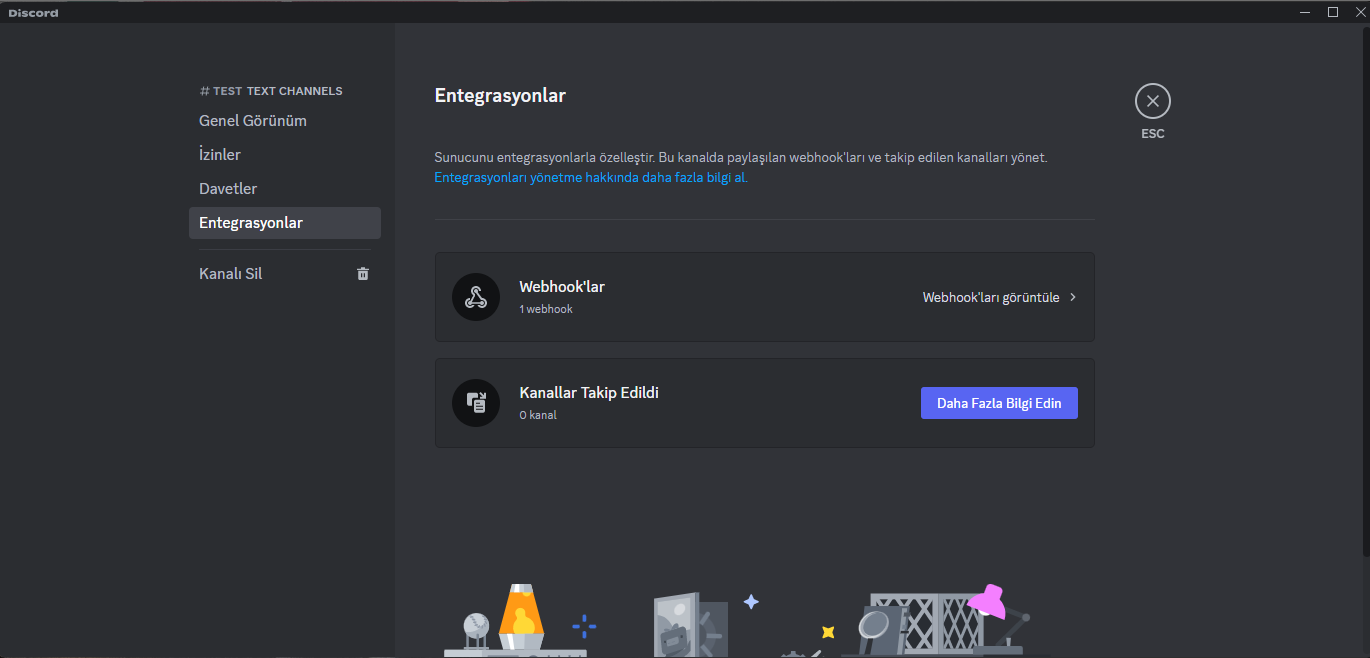 Discord
# TEST TEXT CHANNELS
Genel Görünüm
İzinler
Davetler
Entegrasyonlar
Kanalı Sil
Entegrasyonlar
Sunucunu entegrasyonlarla özelleştir. Bu kanalda paylaşılan webhook'ları ve takip edilen kanalları yönet.
Entegrasyonları yönetme hakkında daha fazla bilgi al.
Webhook'lar
1 webhook
Webhook'ları görüntüle
Kanallar Takip Edildi
0 kanal
Daha Fazla Bilgi Edin
ESC